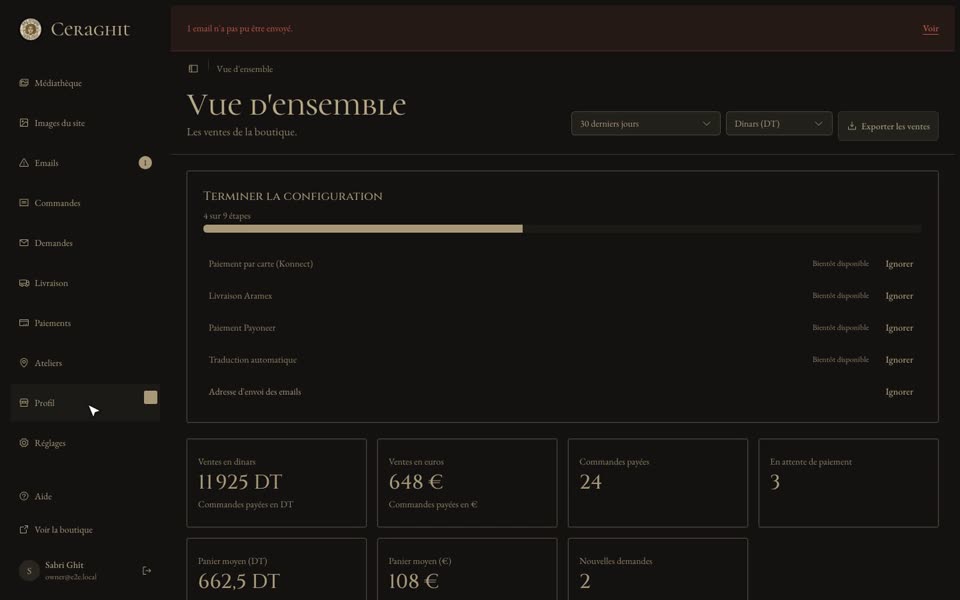 Ceraghit
Médiathèque
Images du site
Emails
1
Commandes
Demandes
Livraison
Paiements
Ateliers
Profil
Réglages
Aide
Voir la boutique
S
Sabri Ghit
owner@e2e.local
1 email n'a pas pu être envoyé.
Voir
Vue d'ensemble
Vue d'ensemble
Les ventes de la boutique.
30 derniers jours
Dinars (DT)
Exporter les ventes
Terminer la configuration
4 sur 9 étapes
Paiement par carte (Konnect)
Bientôt disponible
Ignorer
Livraison Aramex
Bientôt disponible
Ignorer
Paiement Payoneer
Bientôt disponible
Ignorer
Traduction automatique
Bientôt disponible
Ignorer
Adresse d'envoi des emails
Ignorer
Ventes en dinars
11 925 DT
Commandes payées en DT
Ventes en euros
648 €
Commandes payées en €
Commandes payées
24
En attente de paiement
3
Panier moyen (DT)
662,5 DT
Panier moyen (€)
108 €
Nouvelles demandes
2